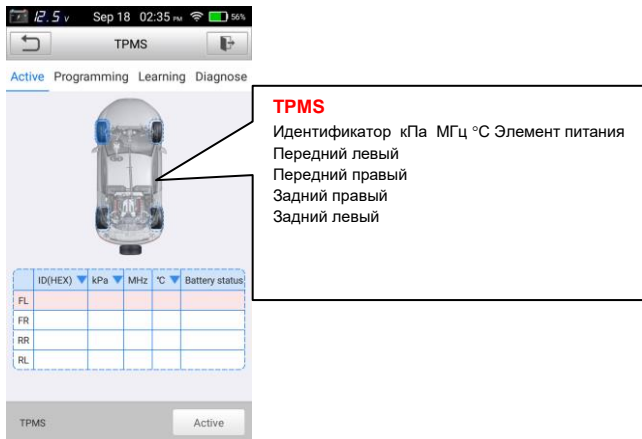 12.5 v Sep 18 02:35 PM 56%
TPMS
Active Programming Learning Diagnose
ID(HEX) kPa MHz °C Battery status
FL
FR
RR
RL
TPMS Active
TPMS
Идентификатор кПа МГц °C Элемент питания
Передний левый
Передний правый
Задний правый
Задний левый